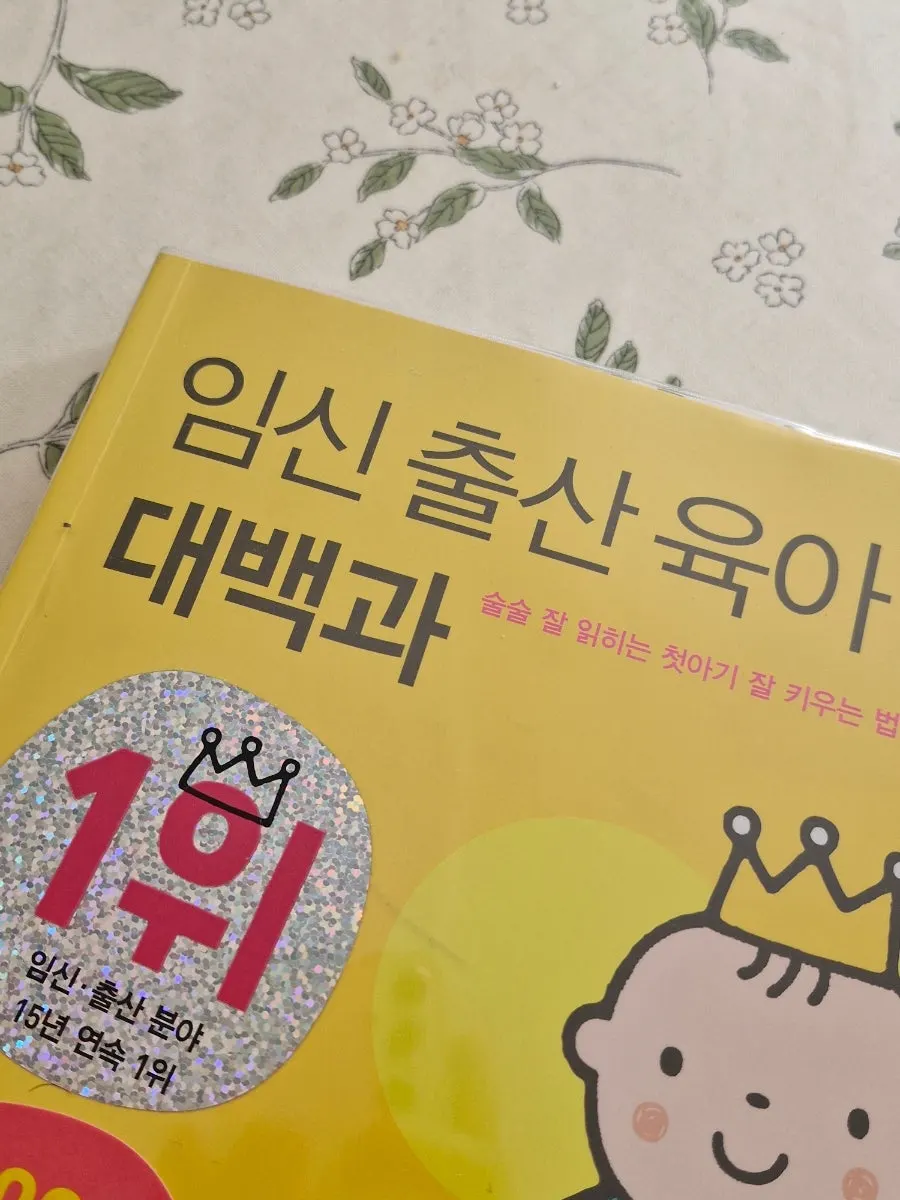 임신 출산 육아
대백과
술술 잘 읽히는 첫아기 잘 키우는 법
1위
임신·출산 분야
15년 연속 1위